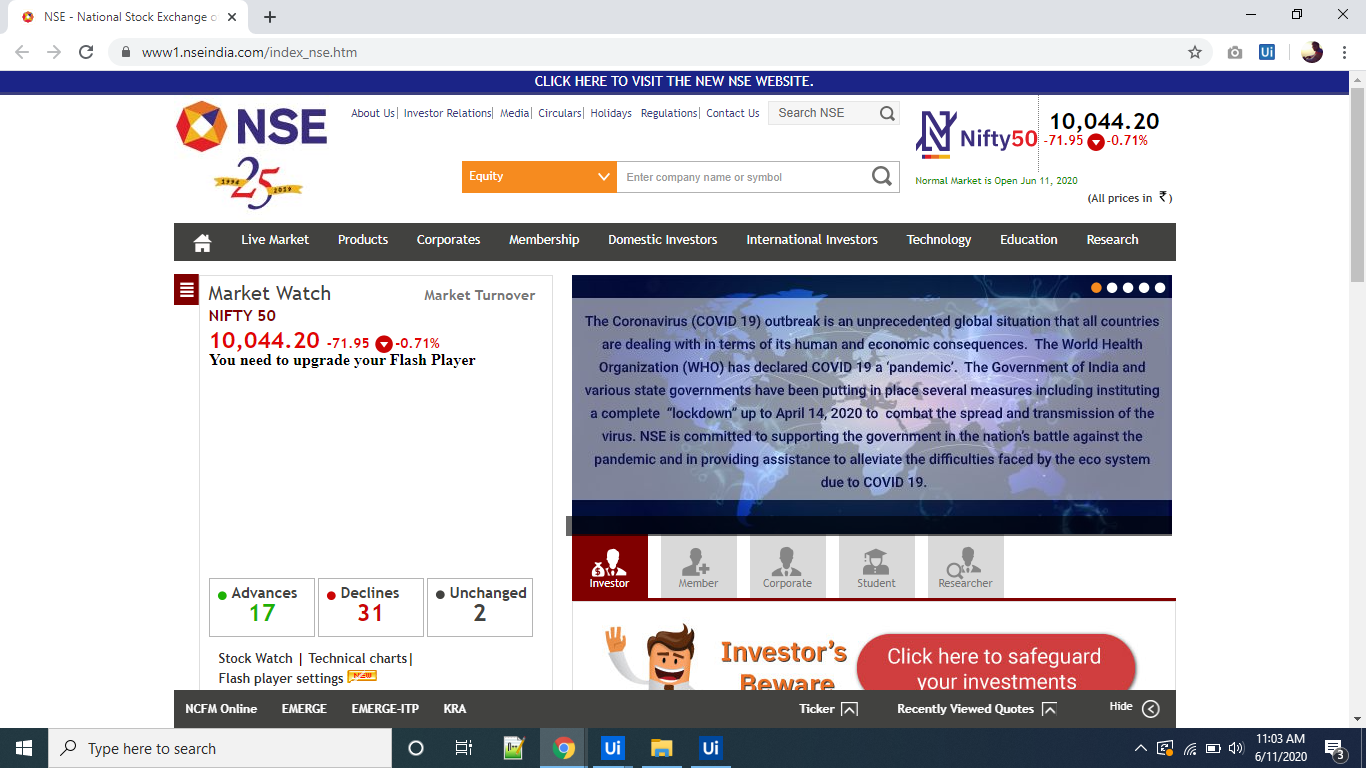 NSE - National Stock Exchange o
www1.nseindia.com/index_nse.htm
Ui
CLICK HERE TO VISIT THE NEW NSE WEBSITE.
NSE
1994 25 2019
About Us| Investor Relations| Media| Circulars| Holidays Regulations| Contact Us
Search NSE
Equity
Enter company name or symbol
Nifty50
10,044.20
-71.95 -0.71%
Normal Market is Open Jun 11, 2020
(All prices in ₹)
Live Market Products Corporates Membership Domestic Investors International Investors Technology Education Research
Market Watch
Market Turnover
NIFTY 50
10,044.20 -71.95 -0.71%
You need to upgrade your Flash Player
The Coronavirus (COVID 19) outbreak is an unprecedented global situation that all countries
are dealing with in terms of its human and economic consequences. The World Health
Organization (WHO) has declared COVID 19 a ‘pandemic’. The Government of India and
various state governments have been putting in place several measures including instituting
a complete “lockdown” up to April 14, 2020 to combat the spread and transmission of the
virus. NSE is committed to supporting the government in the nation’s battle against the
pandemic and in providing assistance to alleviate the difficulties faced by the eco system
due to COVID 19.
Investor Member Corporate Student Researcher
Advances
17
Declines
31
Unchanged
2
Stock Watch | Technical charts|
Flash player settings NEW
Investor's
Beware
Click here to safeguard
your investments
NCFM Online EMERGE EMERGE-ITP KRA
Ticker Recently Viewed Quotes Hide
Type here to search
Ui
Ui
11:03 AM
6/11/2020
3